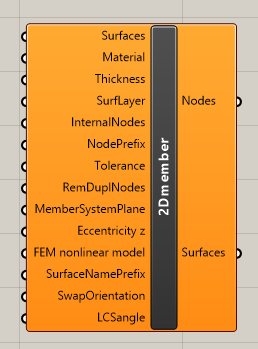 Surfaces
Material
Thickness
SurfLayer
InternalNodes
NodePrefix
Tolerance
RemDuplNodes
MemberSystemPlane
Eccentricity z
FEM nonlinear model
SurfaceNamePrefix
SwapOrientation
LCSangle
2Dmember
Nodes
Surfaces